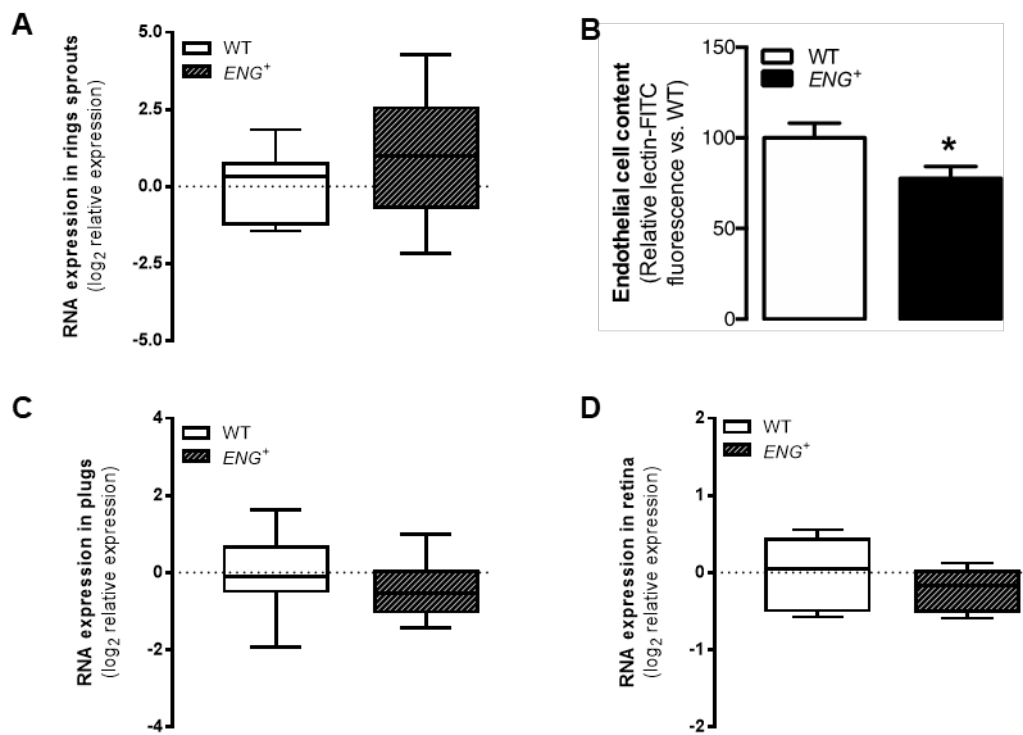 A
RNA expression in rings sprouts
(log₂ relative expression)
5.0
2.5
0.0
-2.5
-5.0
WT
ENG⁺
B
Endothelial cell content
(Relative lectin-FITC
fluorescence vs. WT)
150
100
50
0
WT
ENG⁺
*
C
RNA expression in plugs
(log₂ relative expression)
4
2
0
-2
-4
WT
ENG⁺
D
RNA expression in retina
(log₂ relative expression)
2
1
0
-1
-2
WT
ENG⁺